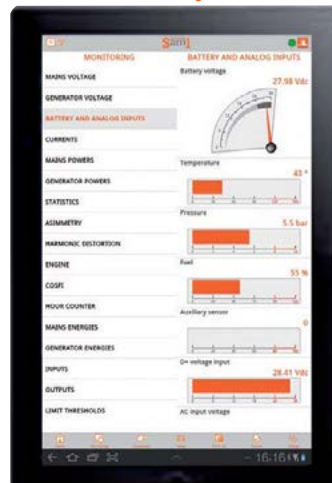 Sam1
MONITORING
MAINS VOLTAGE
GENERATOR VOLTAGE
BATTERY AND ANALOG INPUTS
CURRENTS
MAINS POWERS
GENERATOR POWERS
STATISTICS
ASIMMETRY
HARMONIC DISTORTION
ENGINE
COSFI
HOUR COUNTER
MAINS ENERGIES
GENERATOR ENERGIES
INPUTS
OUTPUTS
LIMIT THRESHOLDS
BATTERY AND ANALOG INPUTS
Battery voltage
27.98 Vdc
Temperature
43 °
Pressure
5.5 bar
Fuel
55 %
Auxiliary sensor
0
D+ voltage input
28.41 Vdc
AC input voltage
16:16